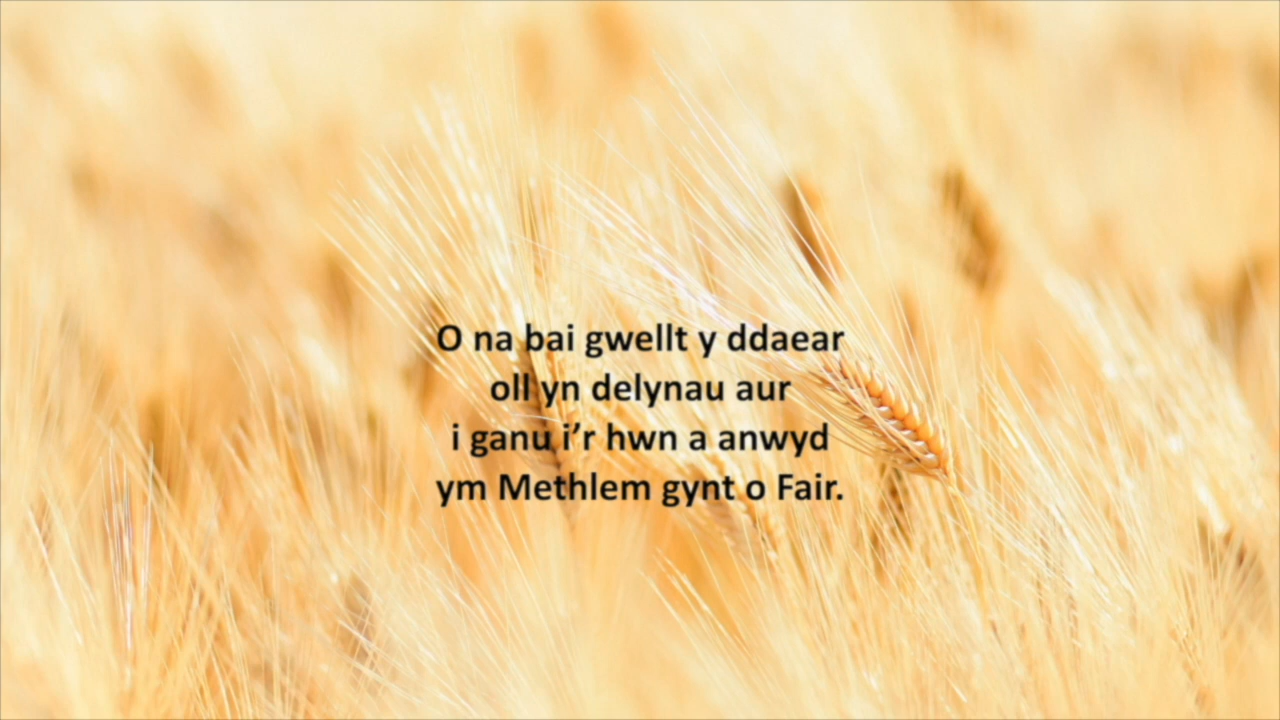 O na bai gwellt y ddaear
oll yn delynau aur
i ganu i’r hwn a anwyd
ym Methlem gynt o Fair.